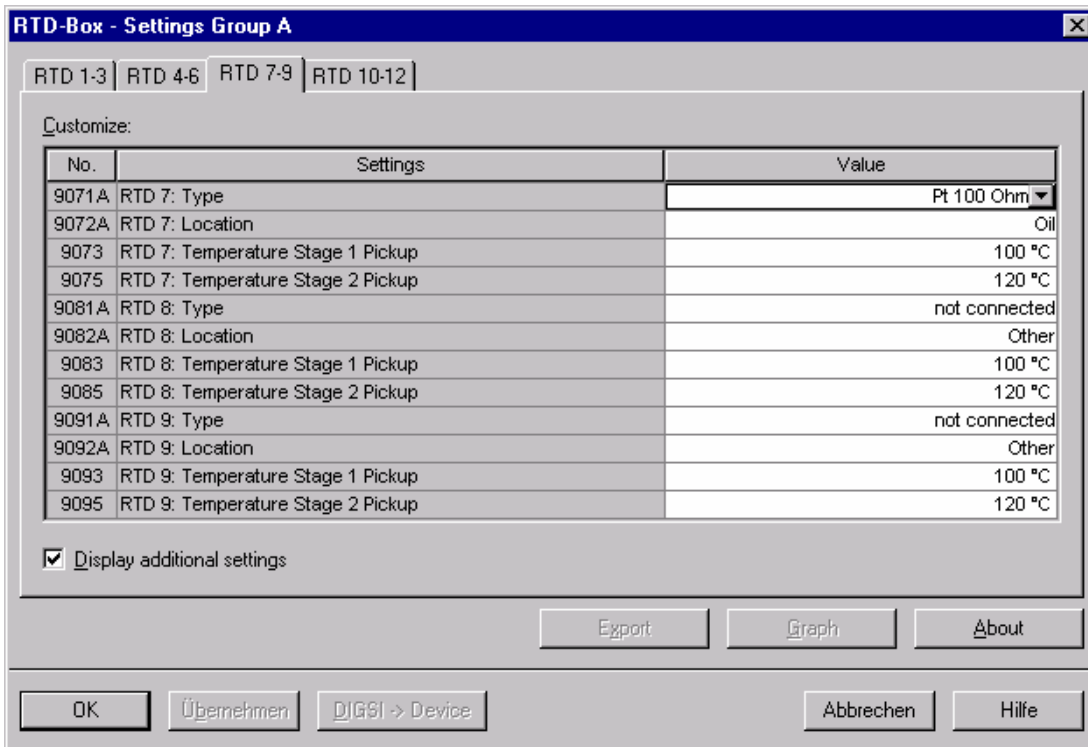 RTD-Box - Settings Group A
RTD 1-3 RTD 4-6 RTD 7-9 RTD 10-12
Customize:
No. Settings Value
9071A RTD 7: Type Pt 100 Ohm
9072A RTD 7: Location Oil
9073 RTD 7: Temperature Stage 1 Pickup 100 °C
9075 RTD 7: Temperature Stage 2 Pickup 120 °C
9081A RTD 8: Type not connected
9082A RTD 8: Location Other
9083 RTD 8: Temperature Stage 1 Pickup 100 °C
9085 RTD 8: Temperature Stage 2 Pickup 120 °C
9091A RTD 9: Type not connected
9092A RTD 9: Location Other
9093 RTD 9: Temperature Stage 1 Pickup 100 °C
9095 RTD 9: Temperature Stage 2 Pickup 120 °C
Display additional settings
Export Graph About
OK Übernehmen DIGSI -> Device Abbrechen Hilfe